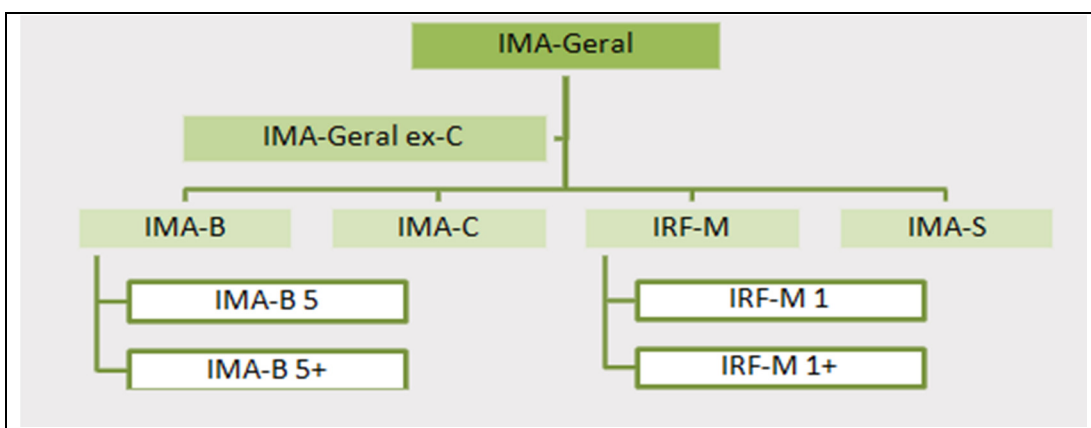 IMA-Geral
IMA-Geral ex-C
IMA-B
IMA-C
IRF-M
IMA-S
IMA-B 5
IRF-M 1
IMA-B 5+
IRF-M 1+